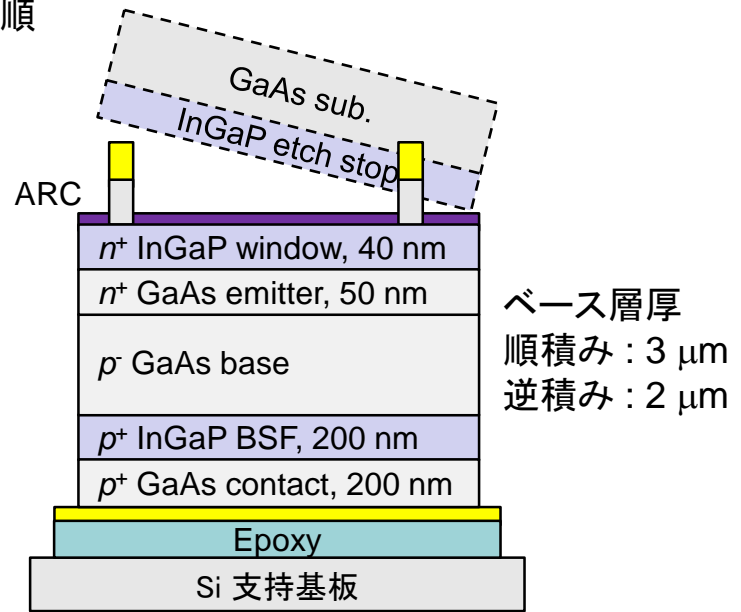 順
GaAs sub.
InGaP etch stop
ARC
n⁺ InGaP window, 40 nm
n⁺ GaAs emitter, 50 nm
p⁻ GaAs base
p⁺ InGaP BSF, 200 nm
p⁺ GaAs contact, 200 nm
Epoxy
Si 支持基板
ベース層厚
順積み : 3 μm
逆積み : 2 μm